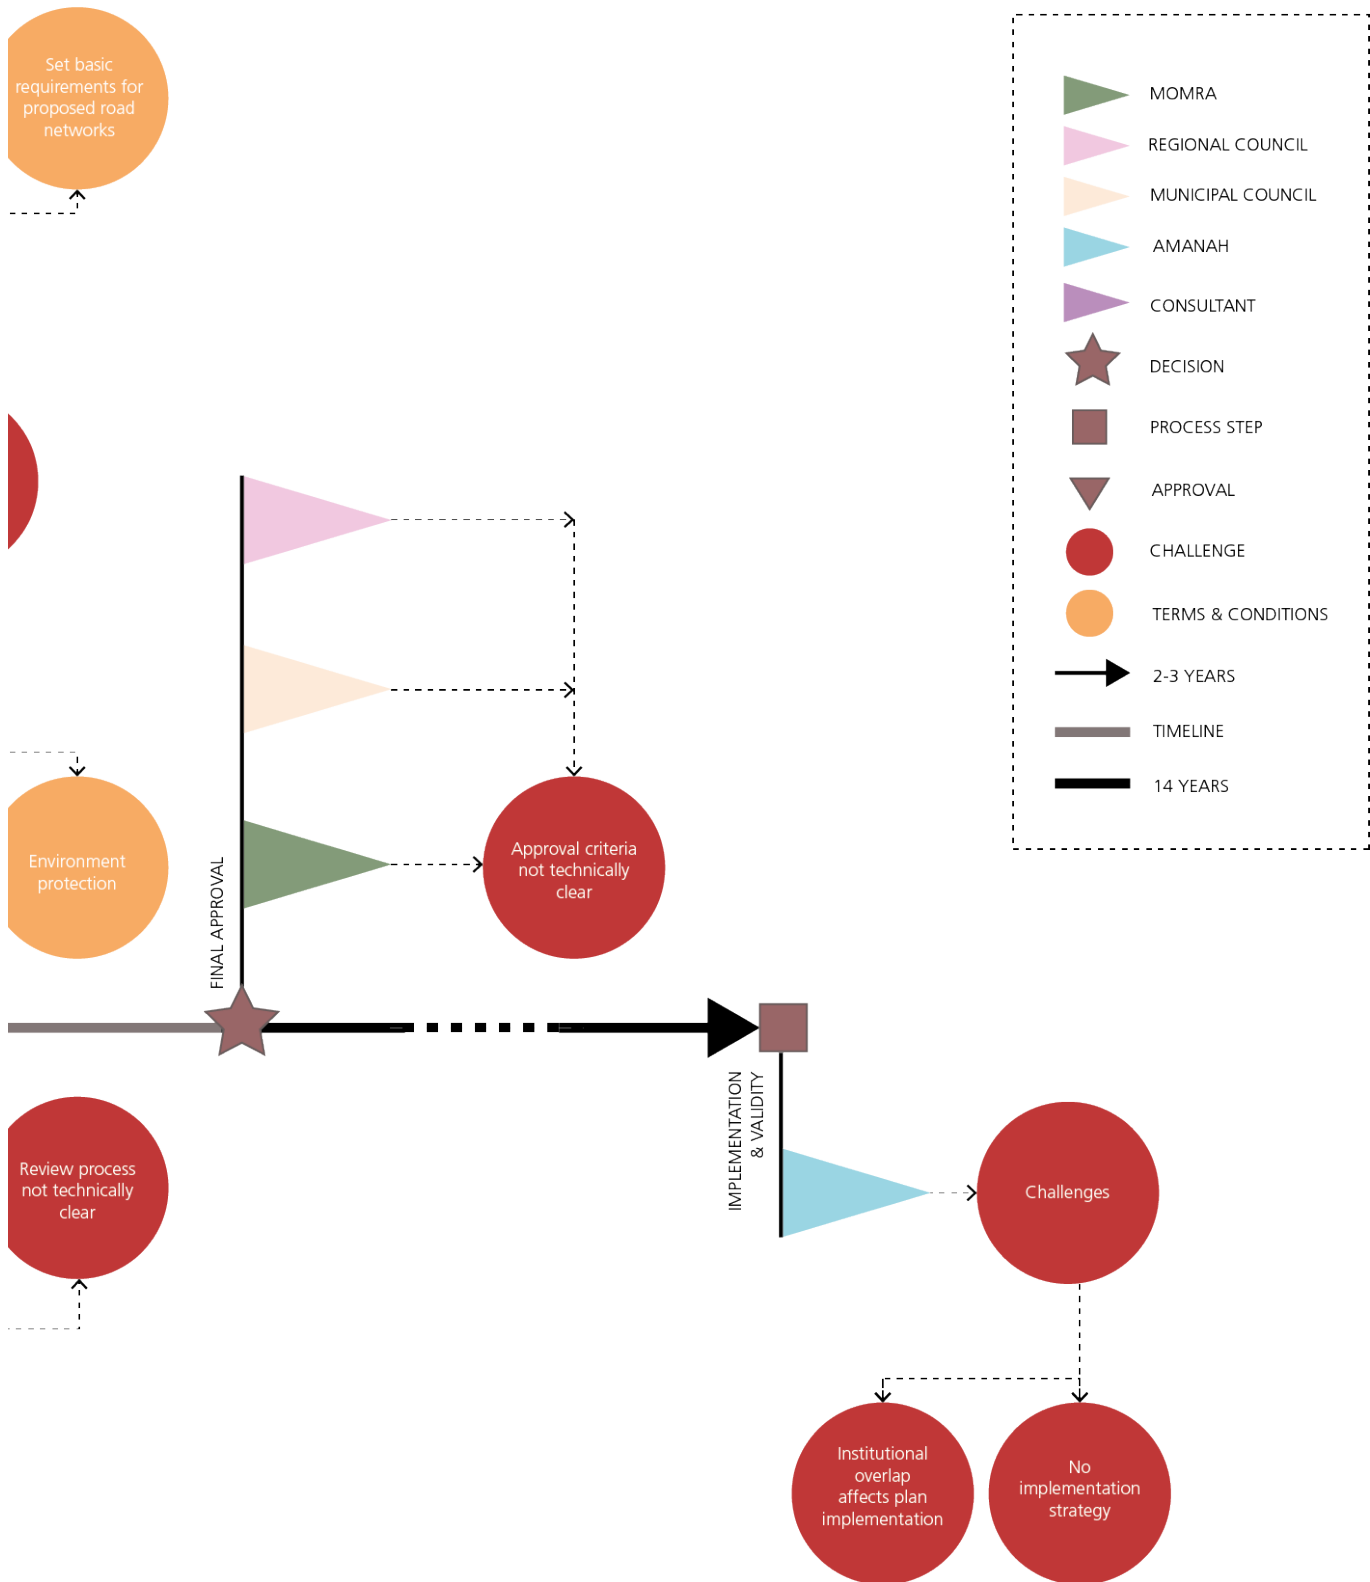 Set basic
requirements for
proposed road
networks
MOMRA
REGIONAL COUNCIL
MUNICIPAL COUNCIL
AMANAH
CONSULTANT
DECISION
PROCESS STEP
APPROVAL
CHALLENGE
TERMS & CONDITIONS
2-3 YEARS
TIMELINE
14 YEARS
Environment
protection
FINAL APPROVAL
Approval criteria
not technically
clear
Review process
not technically
clear
IMPLEMENTATION
& VALIDITY
Challenges
Institutional
overlap
affects plan
implementation
No
implementation
strategy